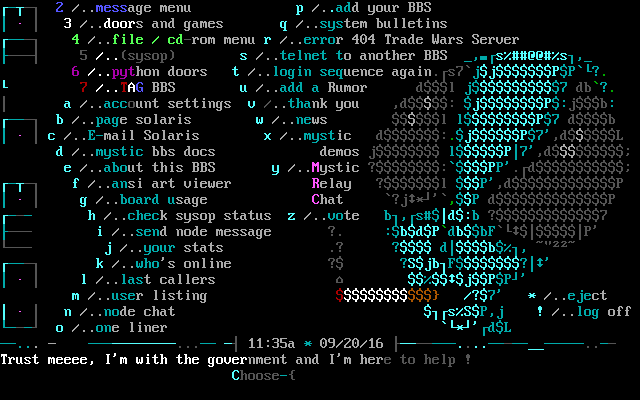 2 /..message menu p /..add your BBS
3 /..doors and games q /..system bulletins
4 /..file / cd-rom menu r /..error 404 Trade Wars Server
5 /..(sysop) s /..telnet to another BBS
6 /..python doors t /..login sequence again
7 /..TAG BBS u /..add a Rumor
a /..account settings v /..thank you
b /..page solaris w /..news
c /..E-mail Solaris x /..mystic
d /..mystic bbs docs demos
e /..about this BBS y /..Mystic
f /..ansi art viewer Relay
g /..board usage Chat
h /..check sysop status z /..vote
i /..send node message
j /..your stats
k /..who's online
l /..last callers
m /..user listing * /..eject
n /..node chat ! /..log off
o /..one liner
11:35a * 09/20/16
Trust meeee, I'm with the government and I'm here to help !
Choose-{